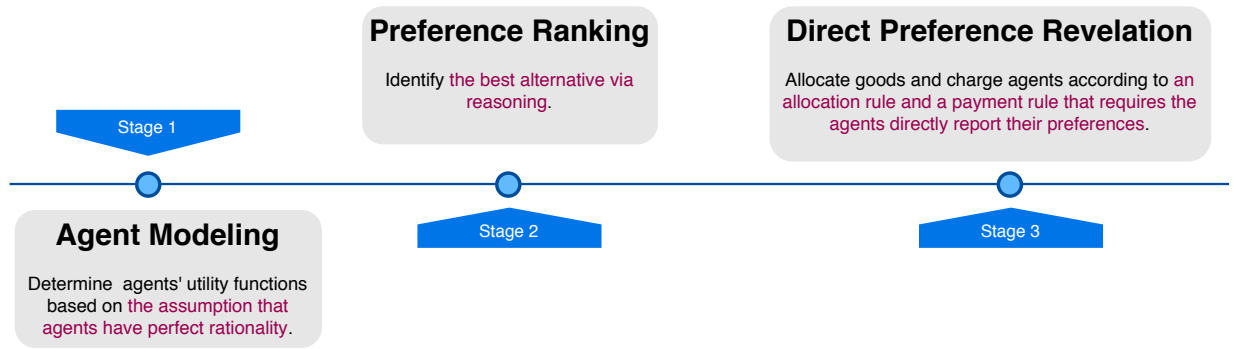 Stage 1
Agent Modeling
Determine  agents' utility functions
based on the assumption that
agents have perfect rationality.
Preference Ranking
Identify the best alternative via
reasoning.
Stage 2
Direct Preference Revelation
Allocate goods and charge agents according to an
allocation rule and a payment rule that requires the
agents directly report their preferences.
Stage 3